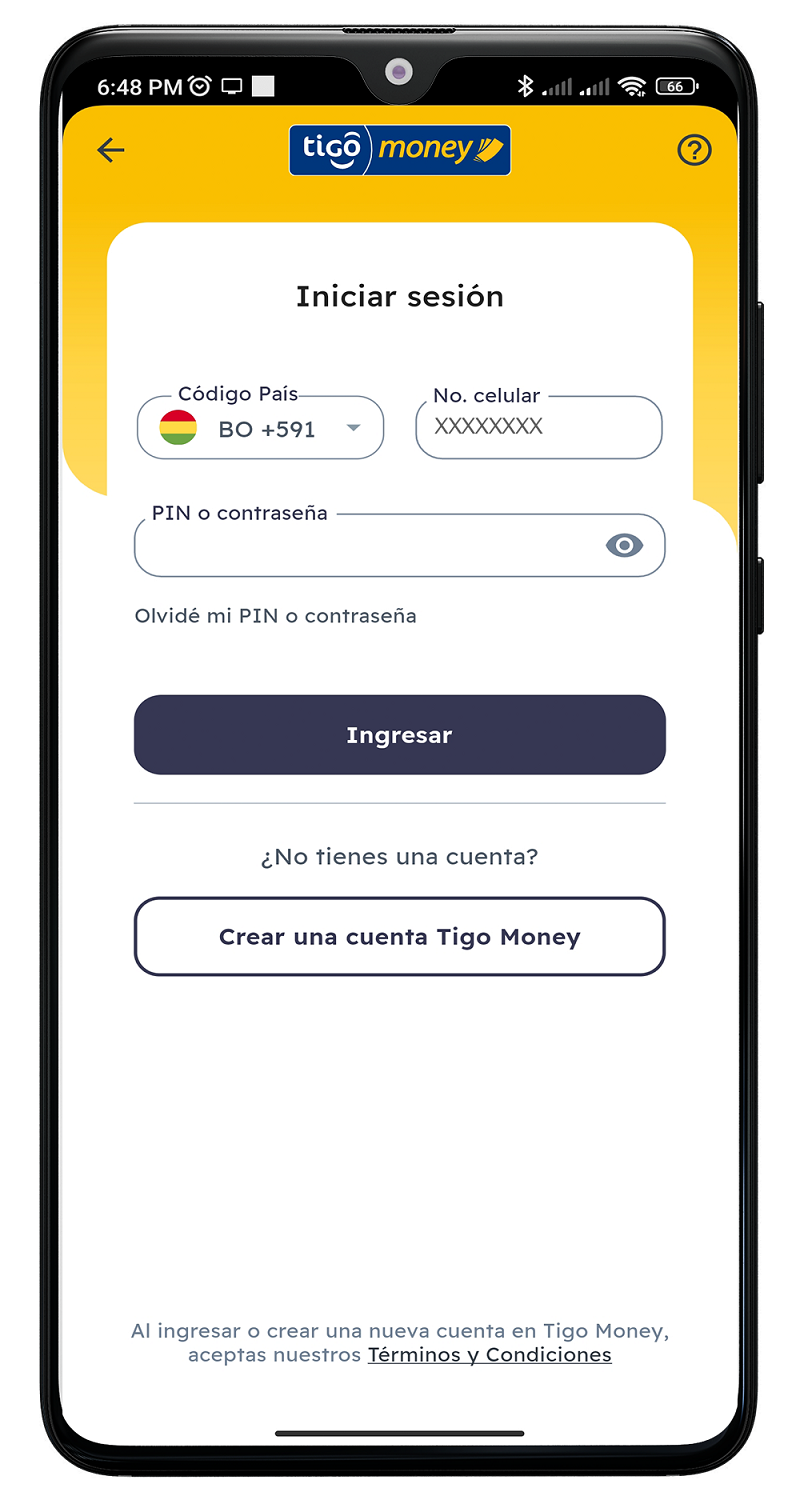 6:48 PM
66
tigo money
Iniciar sesión
Código País
No. celular
BO +591
XXXXXXXX
PIN o contraseña
Olvidé mi PIN o contraseña
Ingresar
¿No tienes una cuenta?
Crear una cuenta Tigo Money
Al ingresar o crear una nueva cuenta en Tigo Money,
aceptas nuestros Términos y Condiciones